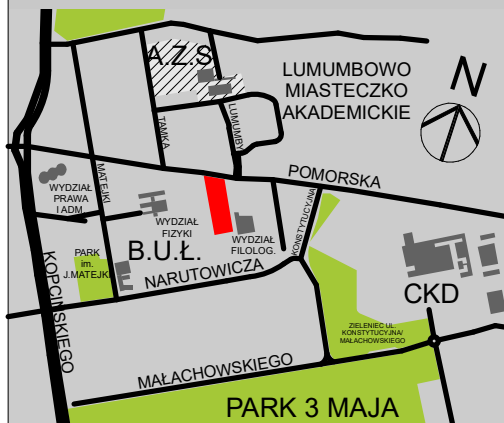 A.Z.S
LUMUMBOWO
MIASTECZKO
AKADEMICKIE
N
TAMKA
LUMUMBY
MATEJKI
POMORSKA
WYDZIAŁ
PRAWA
I ADM.
WYDZIAŁ
FIZYKI
WYDZIAŁ
FILOLOG.
KONSTYTUCYJNA
B.U.Ł.
PARK
im.
J.MATEJKI
NARUTOWICZA
KOPCIŃSKIEGO
CKD
ZIELENIEC UL.
KONSTYTUCYJNA/
MAŁACHOWSKIEGO
MAŁACHOWSKIEGO
PARK 3 MAJA